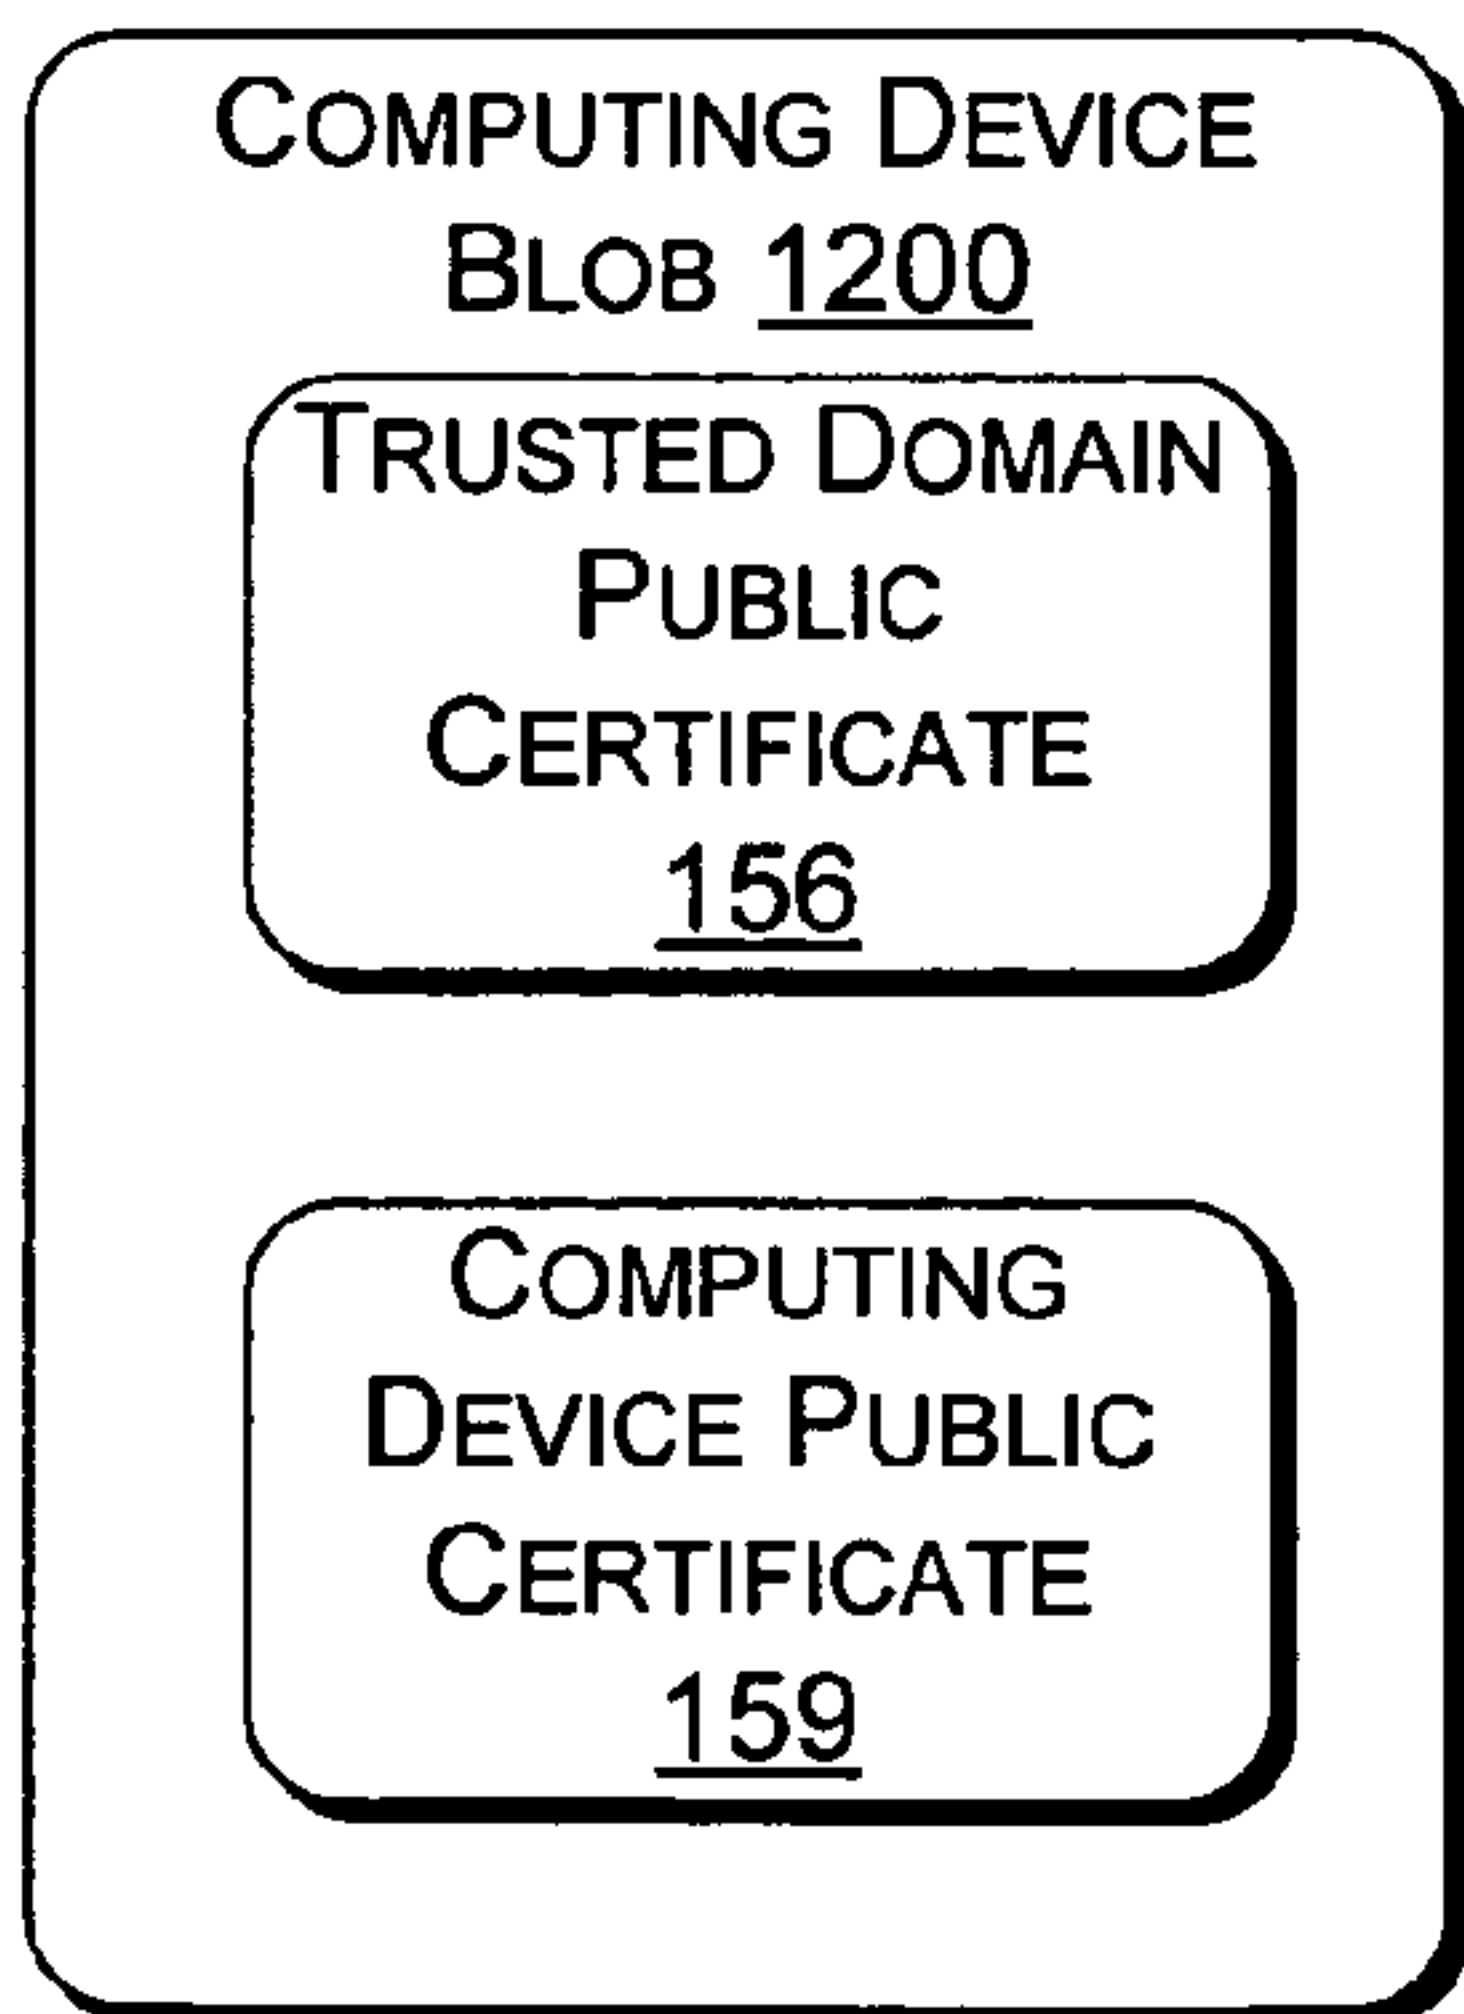 COMPUTING DEVICE
BLOB 1200
TRUSTED DOMAIN
PUBLIC
CERTIFICATE
156
COMPUTING
DEVICE PUBLIC
CERTIFICATE
159